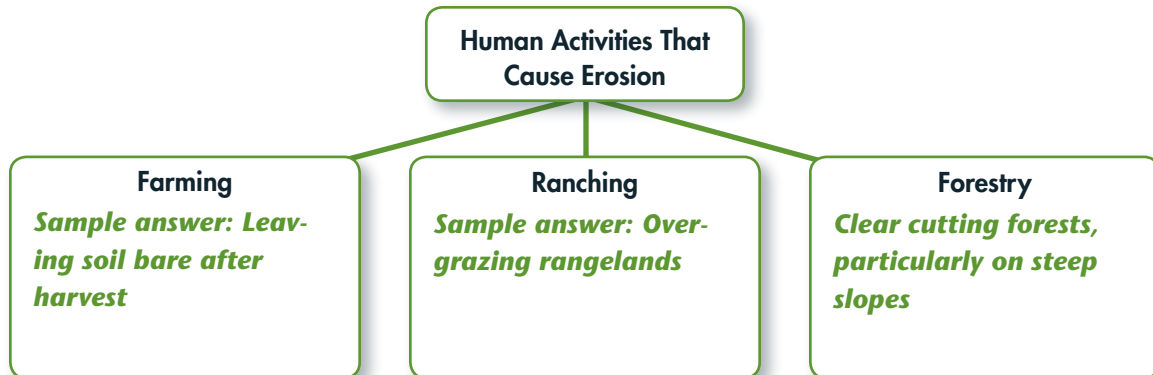 Human Activities That
Cause Erosion
Farming
Sample answer: Leav-
ing soil bare after
harvest
Ranching
Sample answer: Over-
grazing rangelands
Forestry
Clear cutting forests,
particularly on steep
slopes